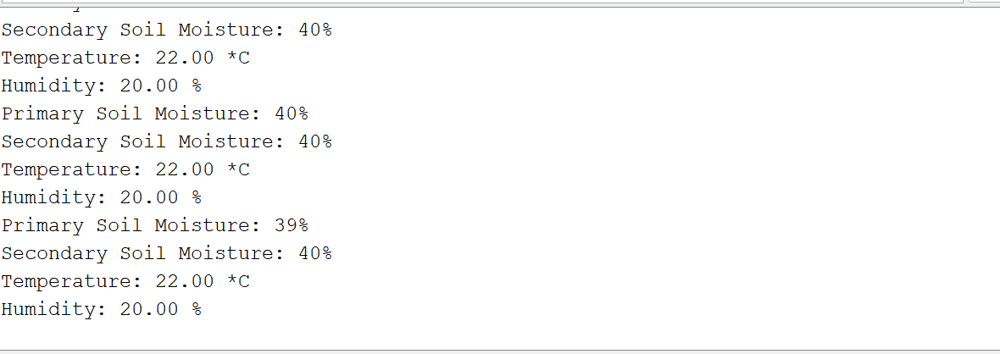 Secondary Soil Moisture: 40%
Temperature: 22.00 *C
Humidity: 20.00 %
Primary Soil Moisture: 40%
Secondary Soil Moisture: 40%
Temperature: 22.00 *C
Humidity: 20.00 %
Primary Soil Moisture: 39%
Secondary Soil Moisture: 40%
Temperature: 22.00 *C
Humidity: 20.00 %